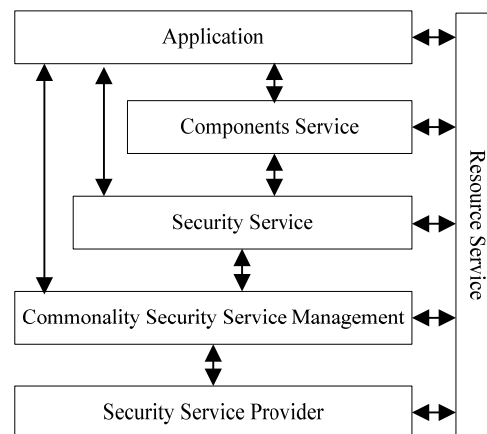 Application
Components Service
Security Service
Commonality Security Service Management
Security Service Provider
Resource Service